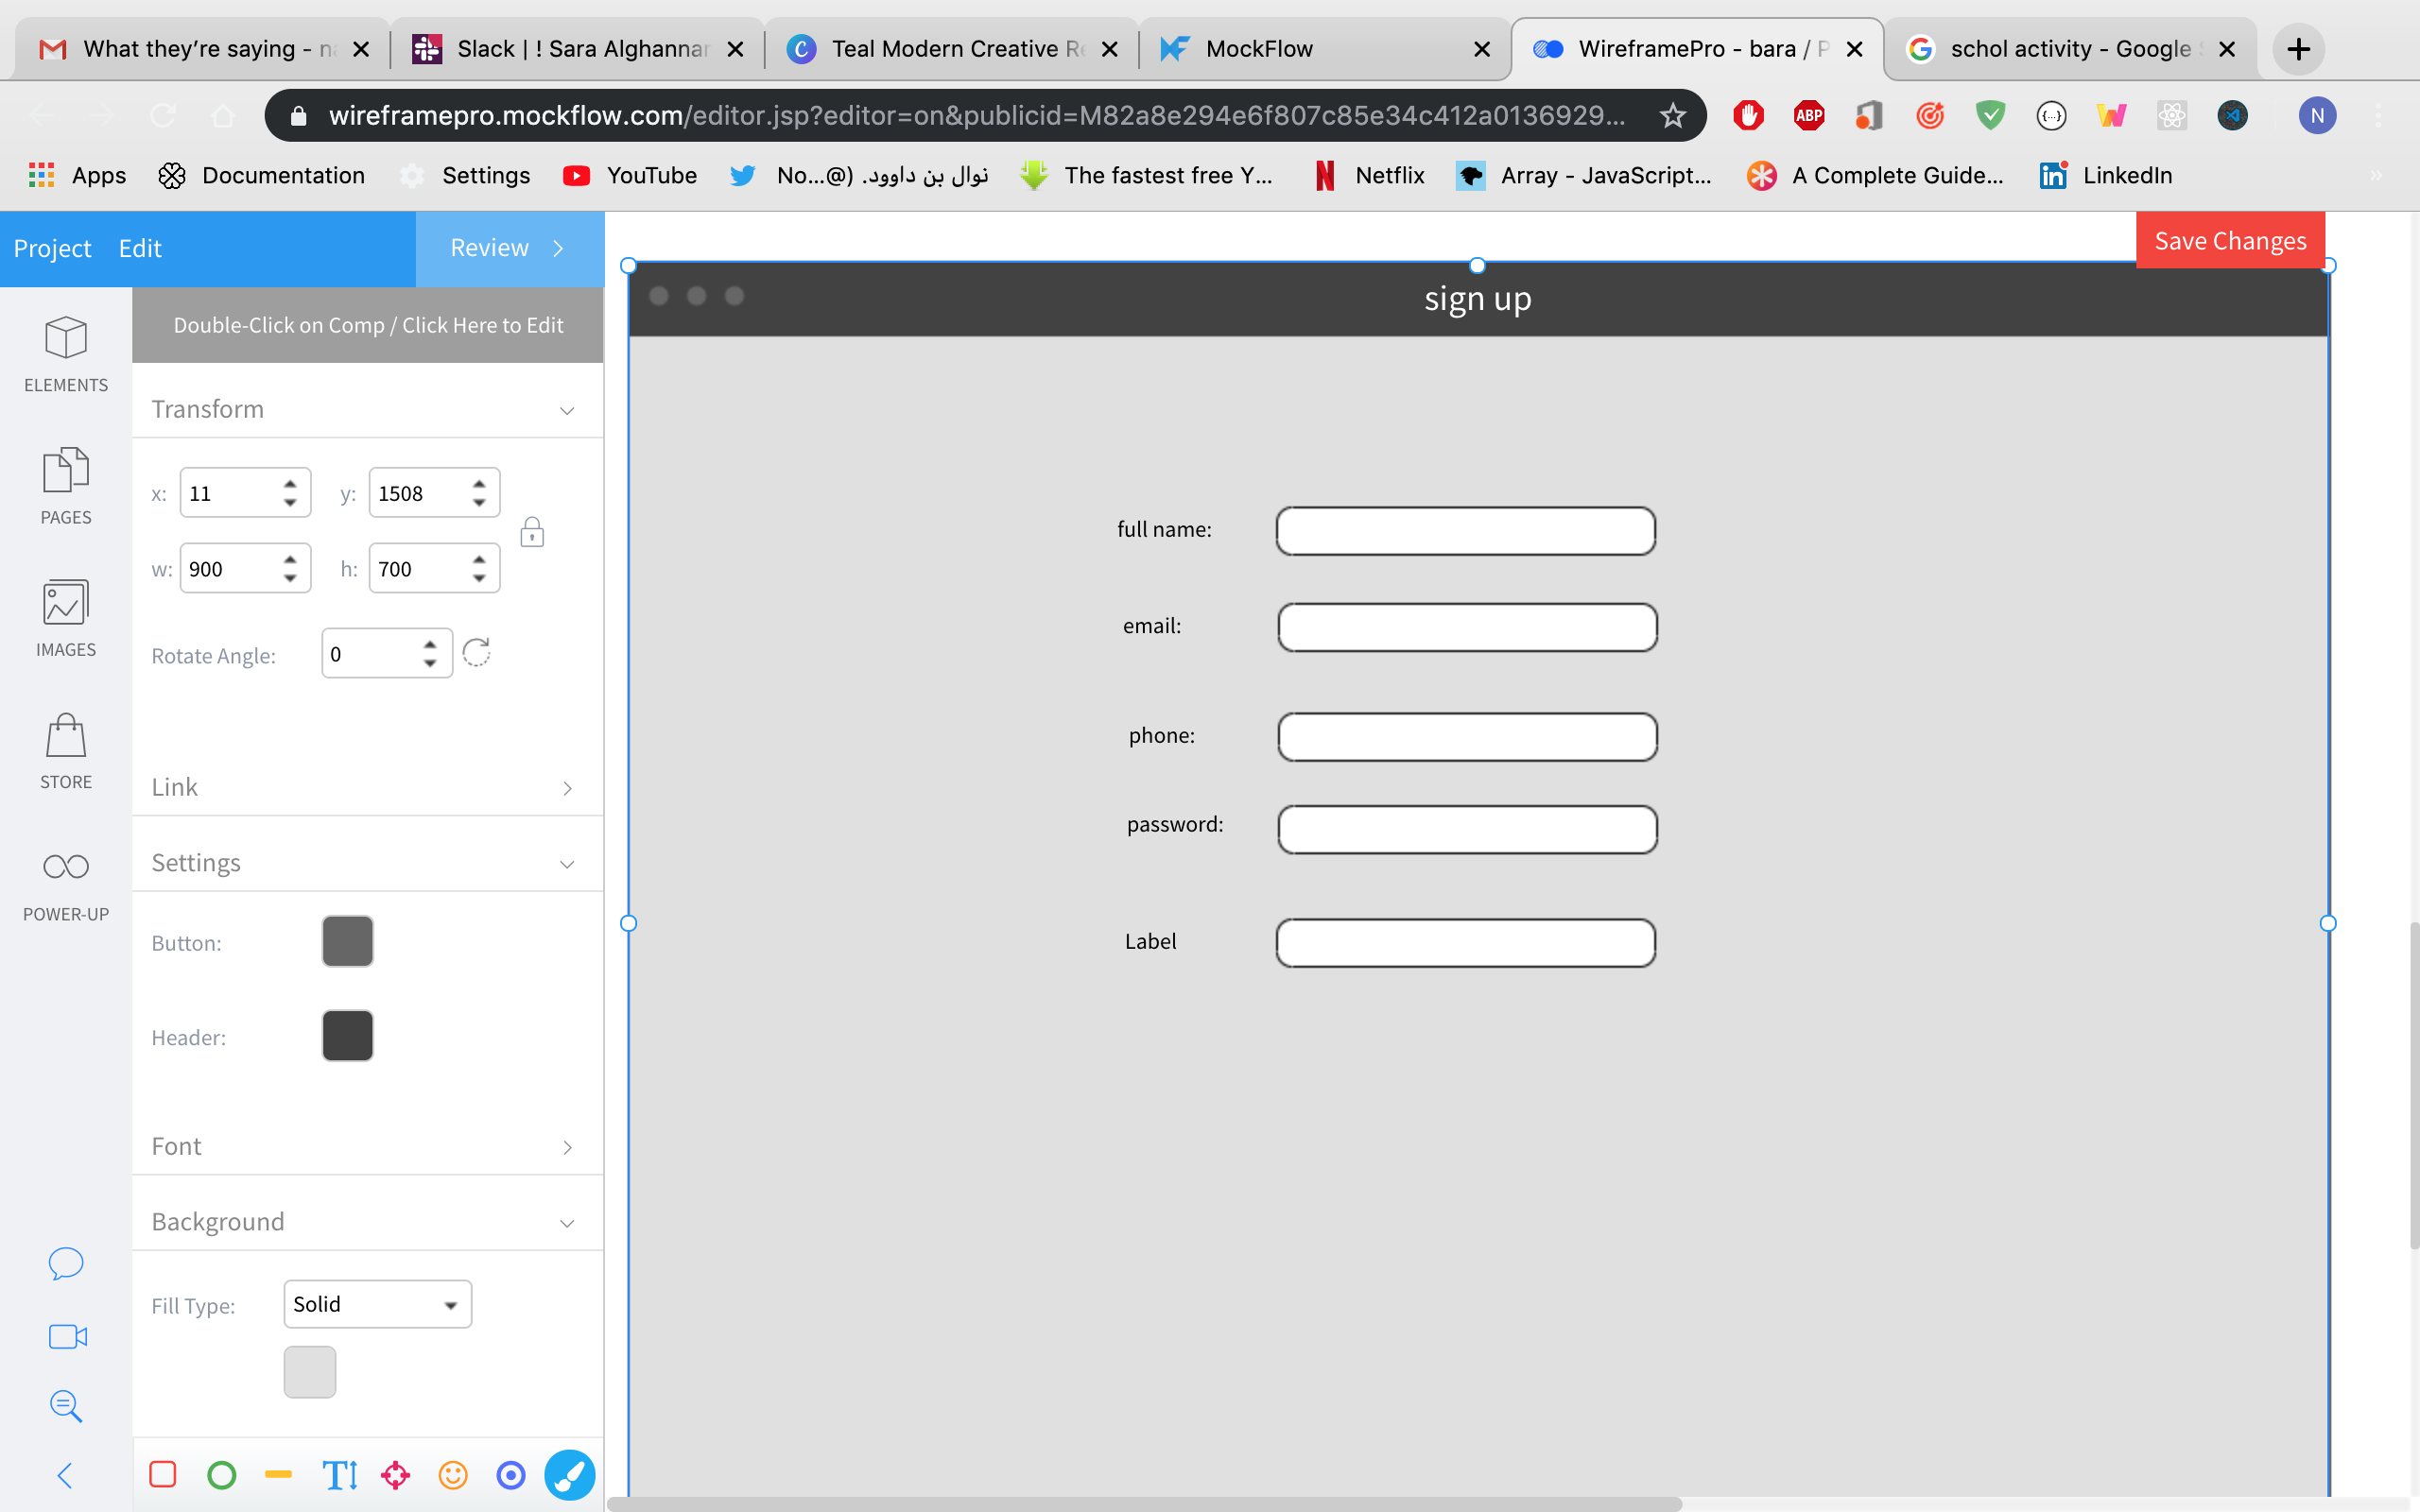 What they're saying - na
Slack | ! Sara Alghannar
Teal Modern Creative Re
MockFlow
WireframePro - bara / P
schol activity - Google S
wireframepro.mockflow.com/editor.jsp?editor=on&publicid=M82a8e294e6f807c85e34c412a0136929...
ABP
N
Apps
Documentation
Settings
YouTube
No...@) .نوال بن داوود
The fastest free Y...
Netflix
Array - JavaScript...
A Complete Guide...
LinkedIn
Project
Edit
Review
Save Changes
Double-Click on Comp / Click Here to Edit
ELEMENTS
PAGES
IMAGES
STORE
POWER-UP
Transform
x: 11 y: 1508
w: 900 h: 700
Rotate Angle: 0
Link
Settings
Button:
Header:
Font
Background
Fill Type: Solid
sign up
full name:
email:
phone:
password:
Label